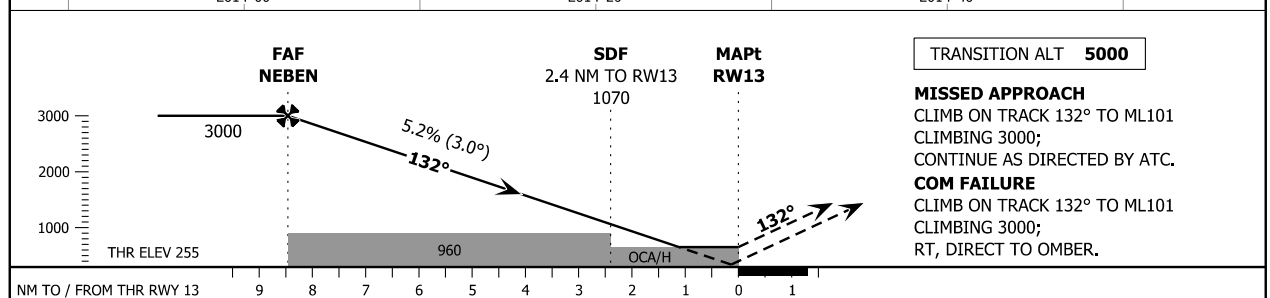 FAF
NEBEN
SDF
2.4 NM TO RW13
1070
MAPt
RW13
TRANSITION ALT 5000
MISSED APPROACH
CLIMB ON TRACK 132° TO ML101
CLIMBING 3000;
CONTINUE AS DIRECTED BY ATC.
COM FAILURE
CLIMB ON TRACK 132° TO ML101
CLIMBING 3000;
RT, DIRECT TO OMBER.
3000
3000
5.2% (3.0°)
132°
2000
132°
1000
THR ELEV 255
960
OCA/H
NM TO / FROM THR RWY 13 9 8 7 6 5 4 3 2 1 0 1